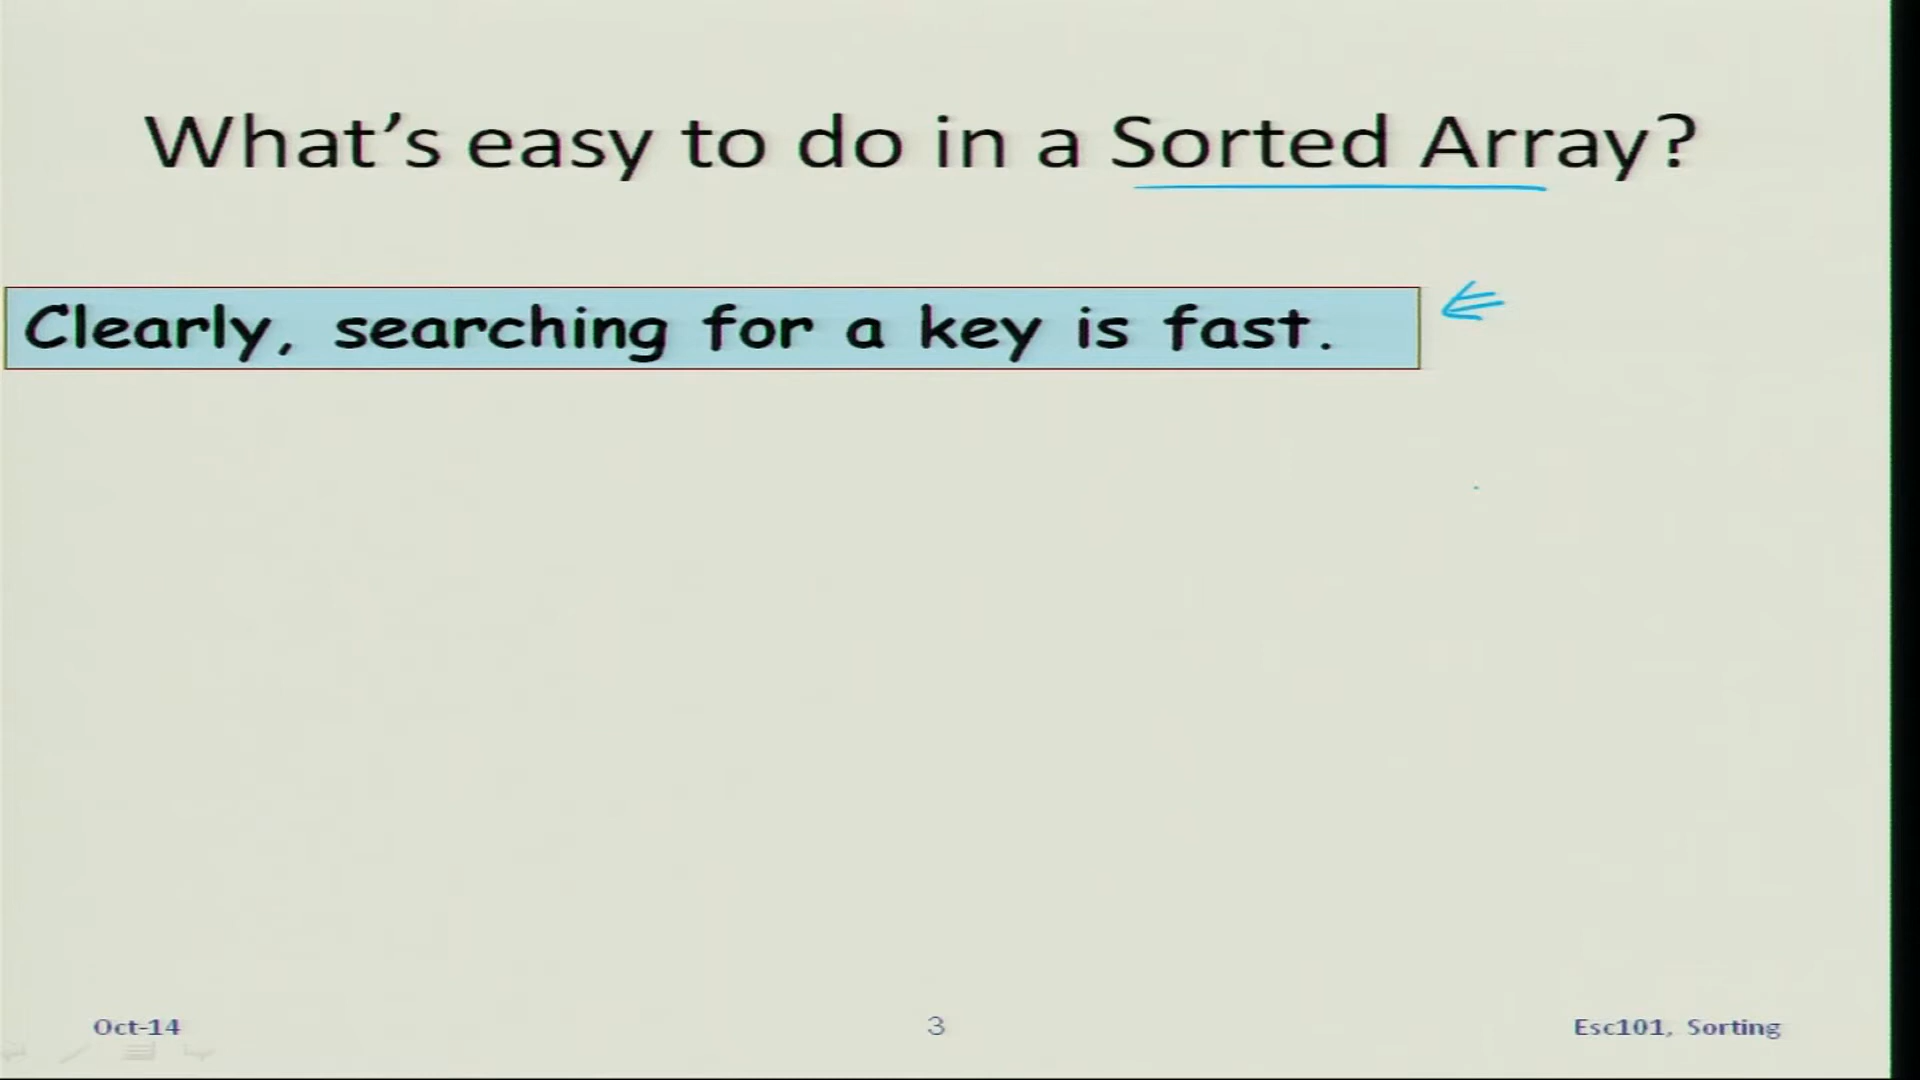 What's easy to do in a Sorted Array?
Clearly, searching for a key is fast.
Oct-14
3
Esc101, Sorting